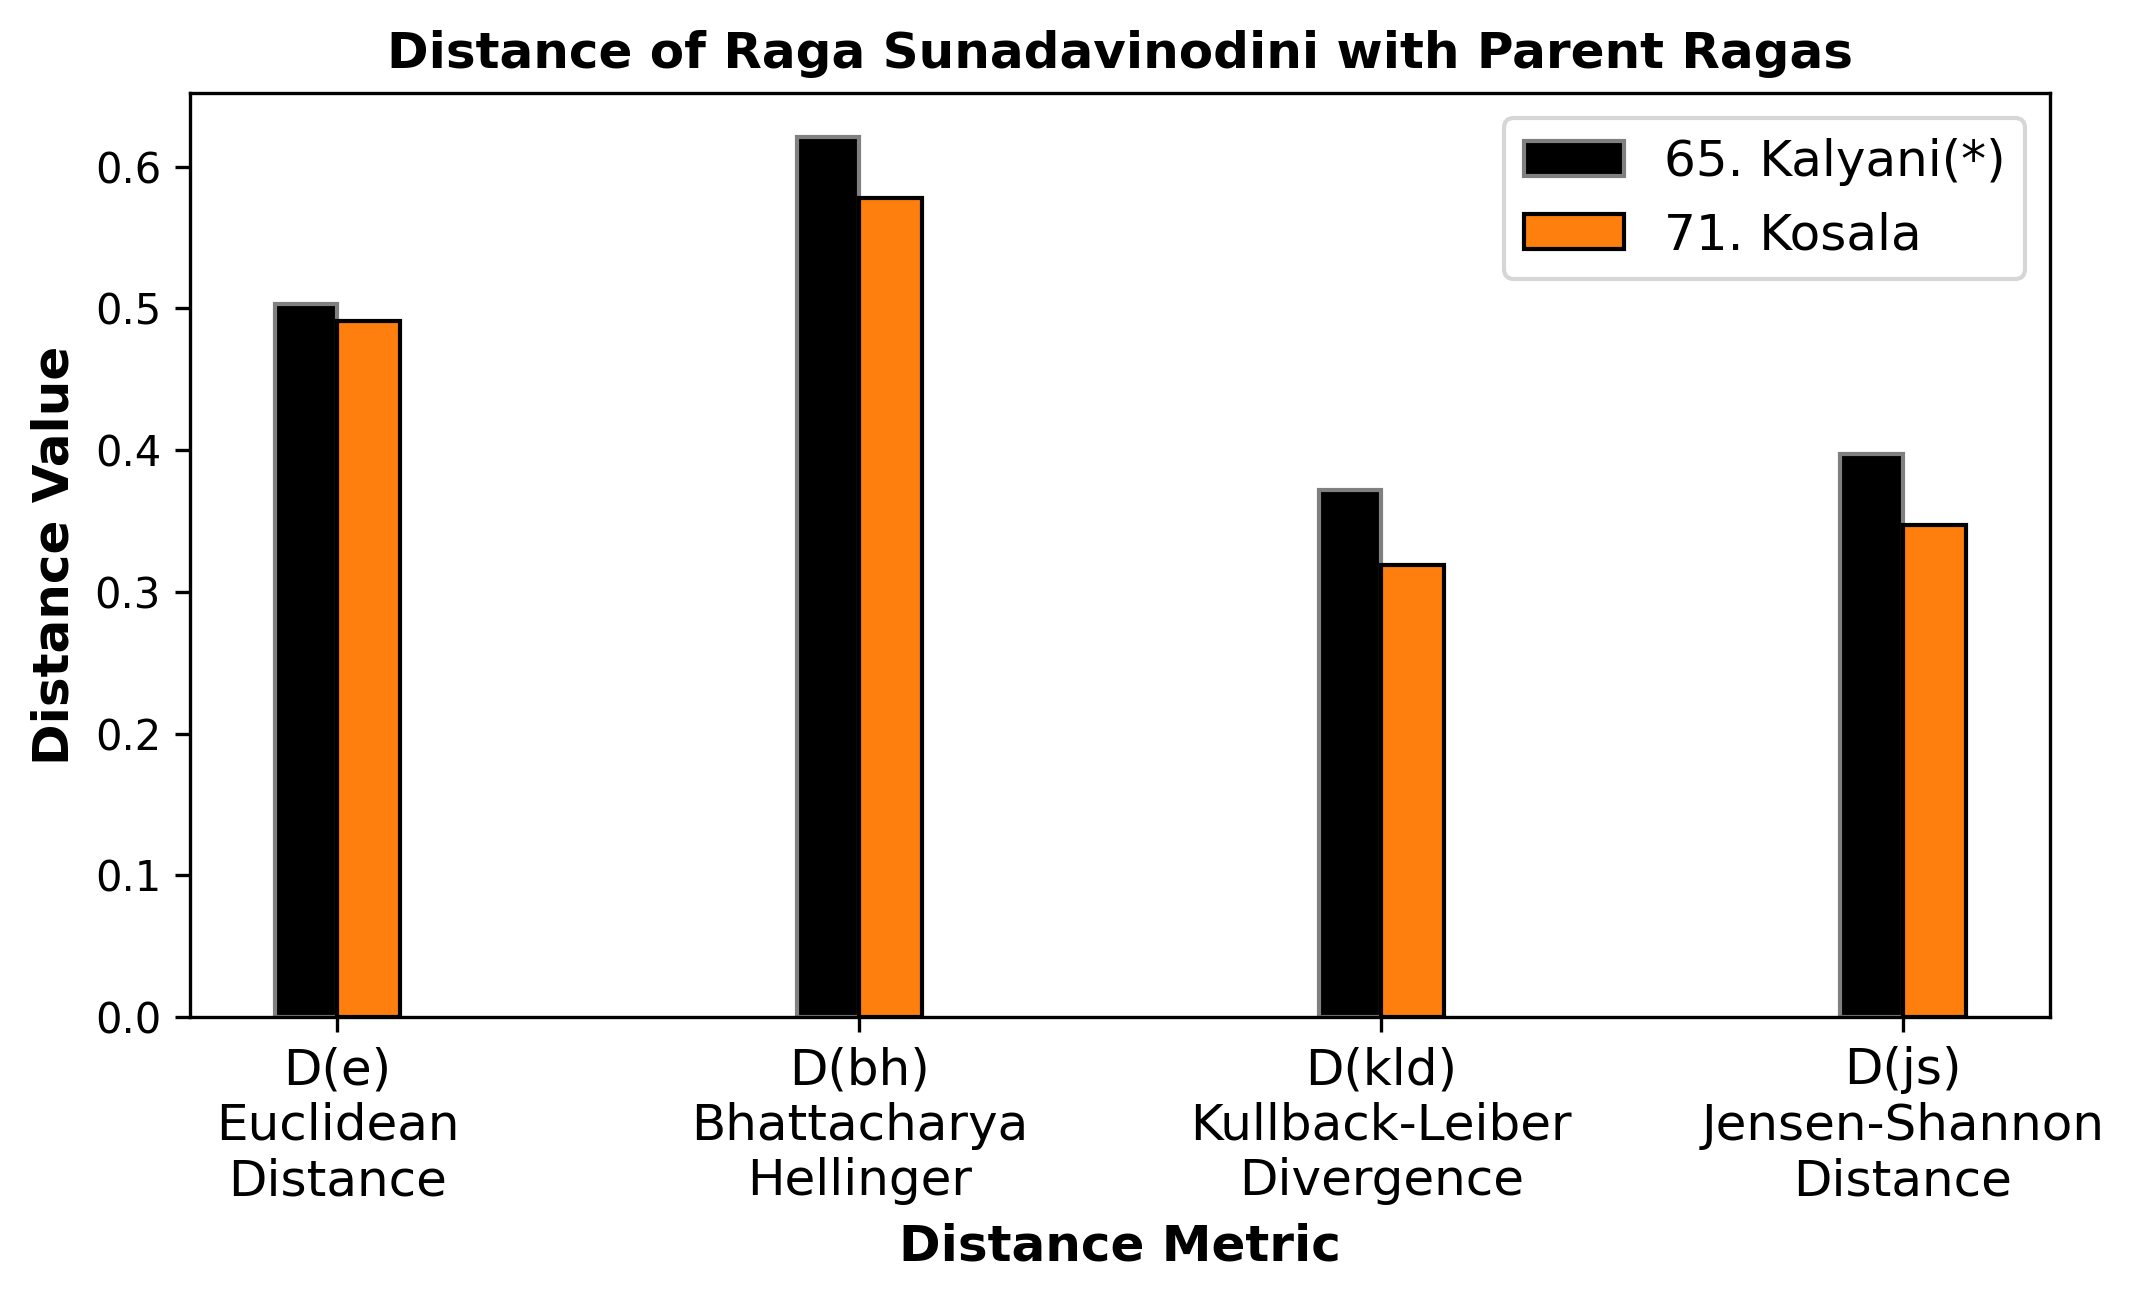 Distance of Raga Sunadavinodini with Parent Ragas
65. Kalyani(*)
71. Kosala
Distance Value
0.6
0.5
0.4
0.3
0.2
0.1
0.0
D(e)
Euclidean
Distance
D(bh)
Bhattacharya
Hellinger
D(kld)
Kullback-Leiber
Divergence
D(js)
Jensen-Shannon
Distance
Distance Metric